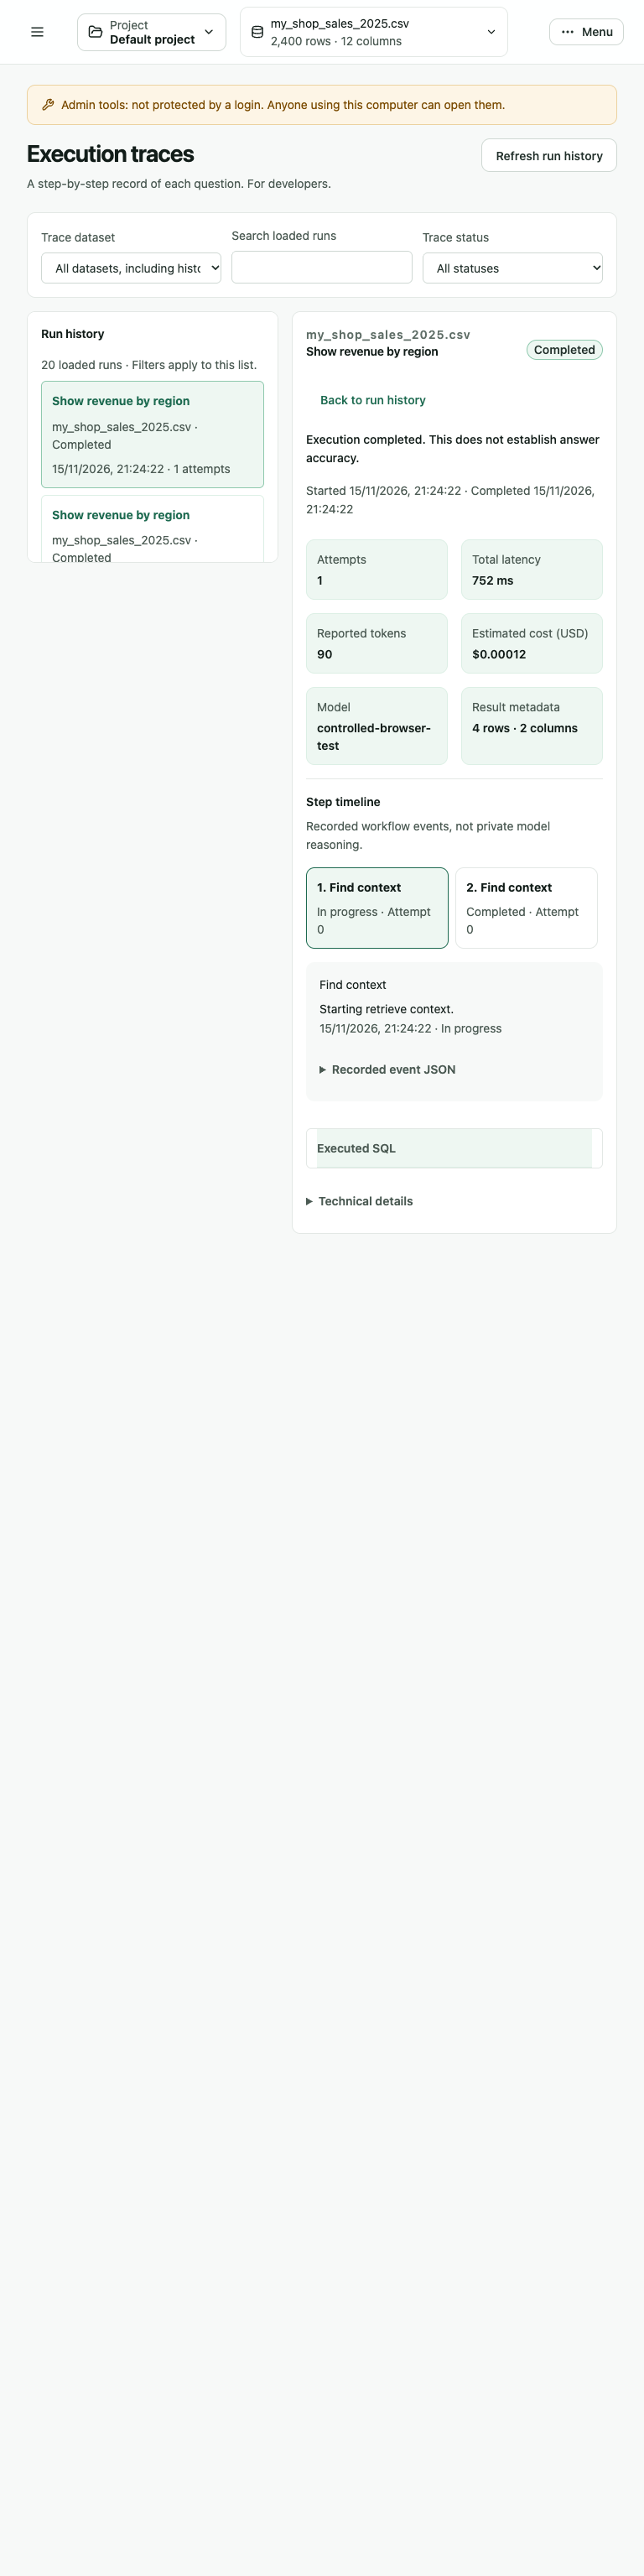 Project
Default project
my_shop_sales_2025.csv
2,400 rows · 12 columns
Menu
Admin tools: not protected by a login. Anyone using this computer can open them.
Execution traces
Refresh run history
A step-by-step record of each question. For developers.
Trace dataset
All datasets, including histo
Search loaded runs
Trace status
All statuses
Run history
20 loaded runs · Filters apply to this list.
Show revenue by region
my_shop_sales_2025.csv ·
Completed
15/11/2026, 21:24:22 · 1 attempts
Show revenue by region
my_shop_sales_2025.csv ·
Completed
my_shop_sales_2025.csv
Show revenue by region
Completed
Back to run history
Execution completed. This does not establish answer
accuracy.
Started 15/11/2026, 21:24:22 · Completed 15/11/2026,
21:24:22
Attempts
1
Total latency
752 ms
Reported tokens
90
Estimated cost (USD)
$0.00012
Model
controlled-browser-
test
Result metadata
4 rows · 2 columns
Step timeline
Recorded workflow events, not private model
reasoning.
1. Find context
In progress · Attempt
0
2. Find context
Completed · Attempt
0
Find context
Starting retrieve context.
15/11/2026, 21:24:22 · In progress
Recorded event JSON
Executed SQL
Technical details